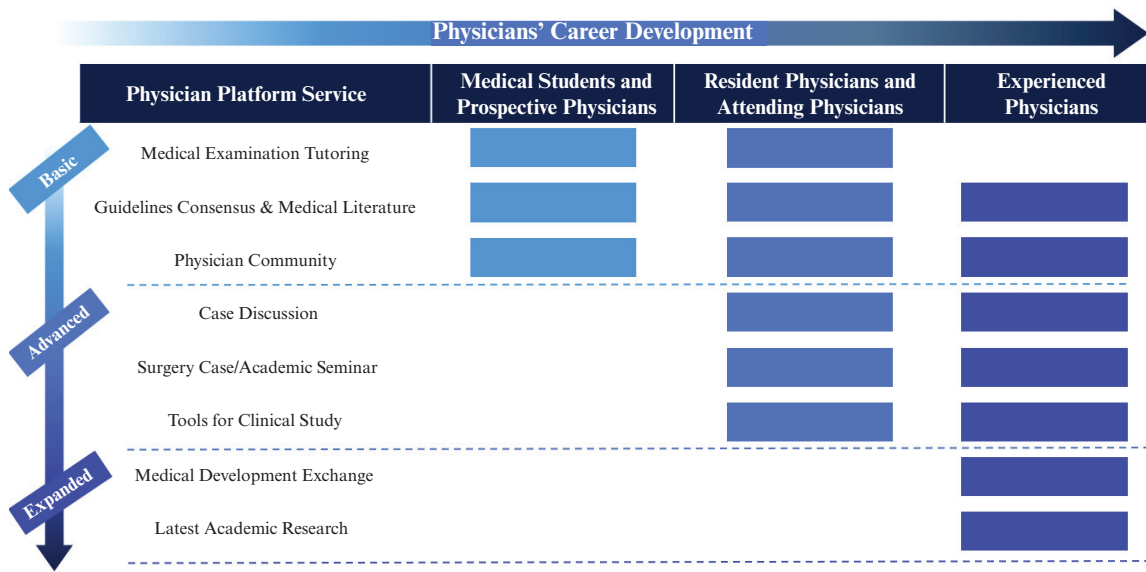 Physicians’ Career Development
Physician Platform Service
Medical Students and
Prospective Physicians
Resident Physicians and
Attending Physicians
Experienced
Physicians
Basic
Medical Examination Tutoring
Guidelines Consensus & Medical Literature
Physician Community
Advanced
Case Discussion
Surgery Case/Academic Seminar
Tools for Clinical Study
Expanded
Medical Development Exchange
Latest Academic Research